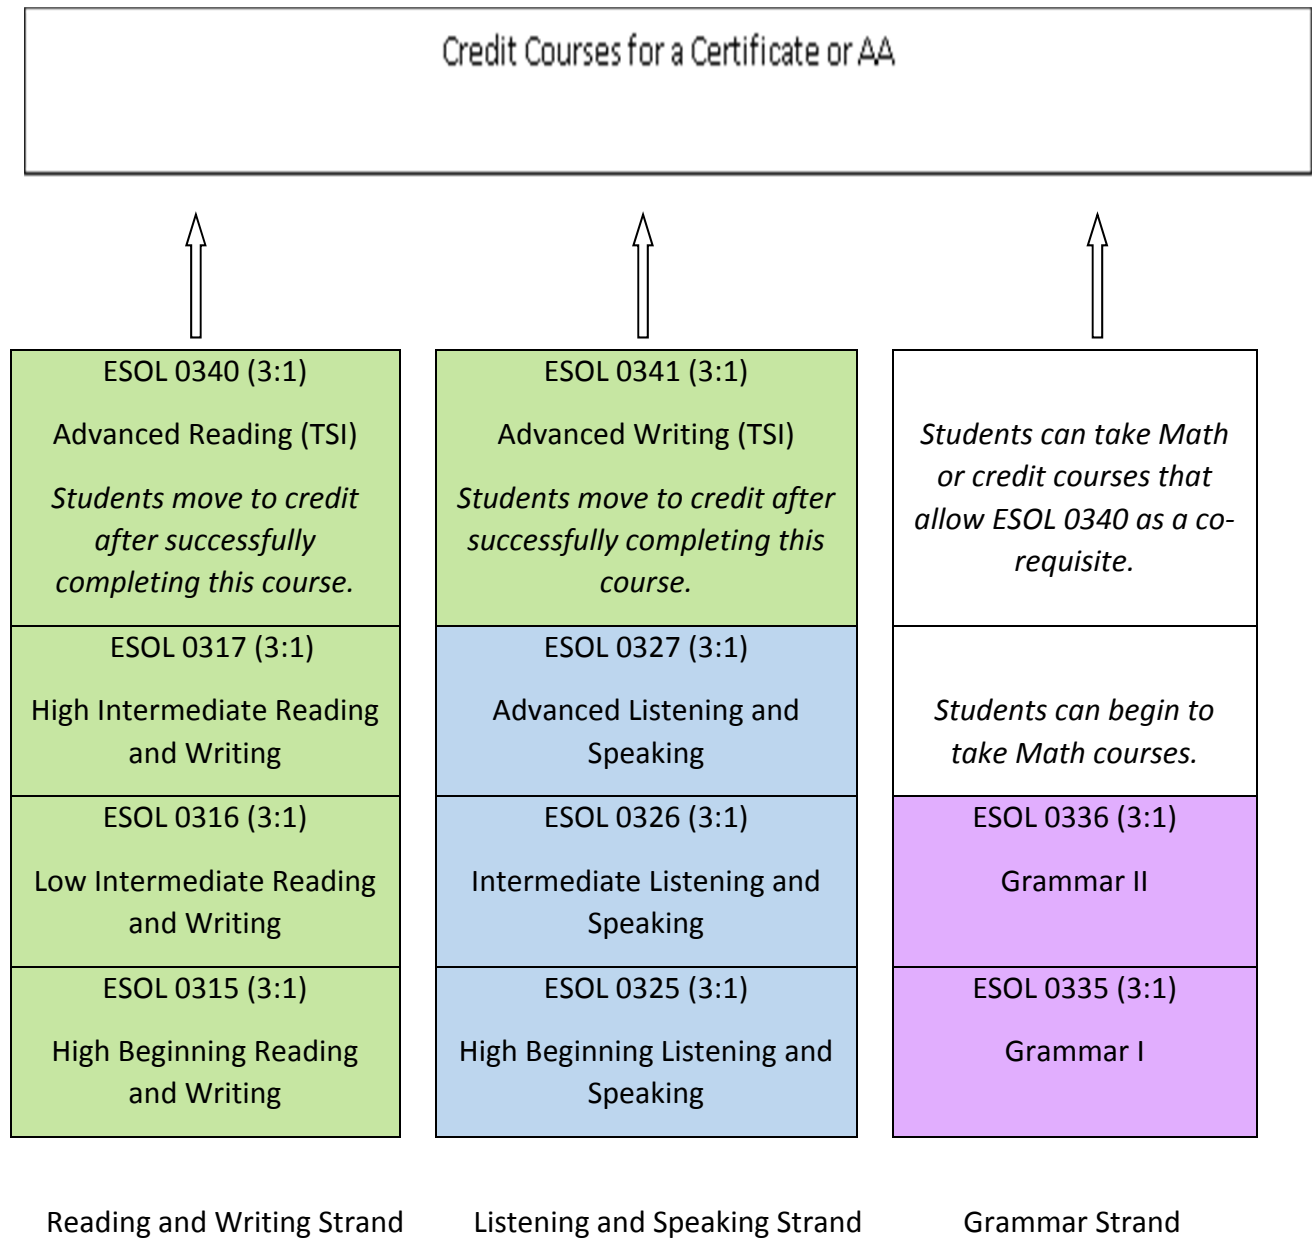 Credit Courses for a Certificate or AA
ESOL 0340 (3:1)
Advanced Reading (TSI)
Students move to credit
after successfully
completing this course.
ESOL 0341 (3:1)
Advanced Writing (TSI)
Students move to credit after
successfully completing this
course.
Students can take Math
or credit courses that
allow ESOL 0340 as a co-
requisite.
ESOL 0317 (3:1)
High Intermediate Reading
and Writing
ESOL 0327 (3:1)
Advanced Listening and
Speaking
Students can begin to
take Math courses.
ESOL 0316 (3:1)
Low Intermediate Reading
and Writing
ESOL 0326 (3:1)
Intermediate Listening and
Speaking
ESOL 0336 (3:1)
Grammar II
ESOL 0315 (3:1)
High Beginning Reading
and Writing
ESOL 0325 (3:1)
High Beginning Listening and
Speaking
ESOL 0335 (3:1)
Grammar I
Reading and Writing Strand
Listening and Speaking Strand
Grammar Strand